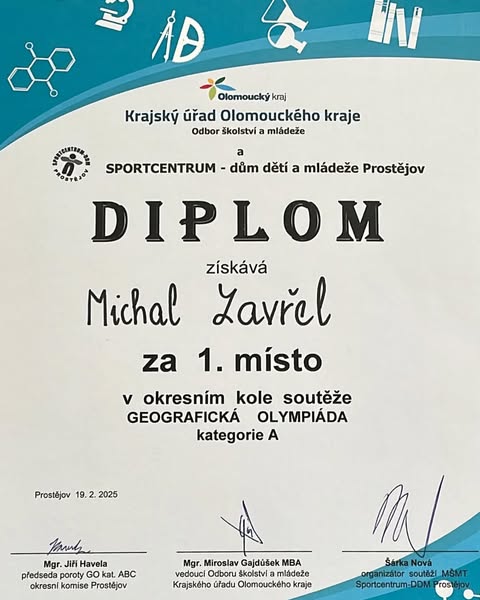 Olomoucký kraj
Krajský úřad Olomouckého kraje
Odbor školství a mládeže
a
SPORTCENTRUM-DDM
PROSTĚJOV
SPORTCENTRUM - dům dětí a mládeže Prostějov
DIPLOM
získává
Michal Zavřel
za 1. místo
v okresním kole soutěže
GEOGRAFICKÁ OLYMPIÁDA
kategorie A
Prostějov 19. 2. 2025
Mgr. Jiří Havela
předseda poroty GO kat. ABC
okresní komise Prostějov
Mgr. Miroslav Gajdůšek MBA
vedoucí Odboru školství a mládeže
Krajského úřadu Olomouckého kraje
Šárka Nová
organizátor soutěží MŠMT
Sportcentrum-DDM Prostějov